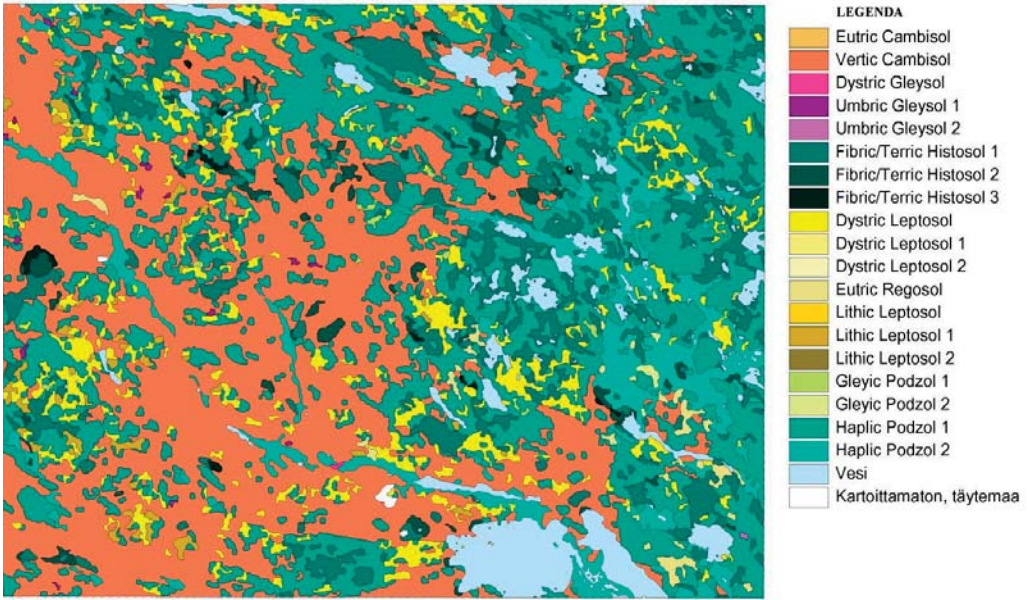 LEGENDA
Eutric Cambisol
Vertic Cambisol
Dystric Gleysol
Umbric Gleysol 1
Umbric Gleysol 2
Fibric/Terric Histosol 1
Fibric/Terric Histosol 2
Fibric/Terric Histosol 3
Dystric Leptosol
Dystric Leptosol 1
Dystric Leptosol 2
Eutric Regosol
Lithic Leptosol
Lithic Leptosol 1
Lithic Leptosol 2
Gleyic Podzol 1
Gleyic Podzol 2
Haplic Podzol 1
Haplic Podzol 2
Vesi
Kartoittamaton, täytemaa